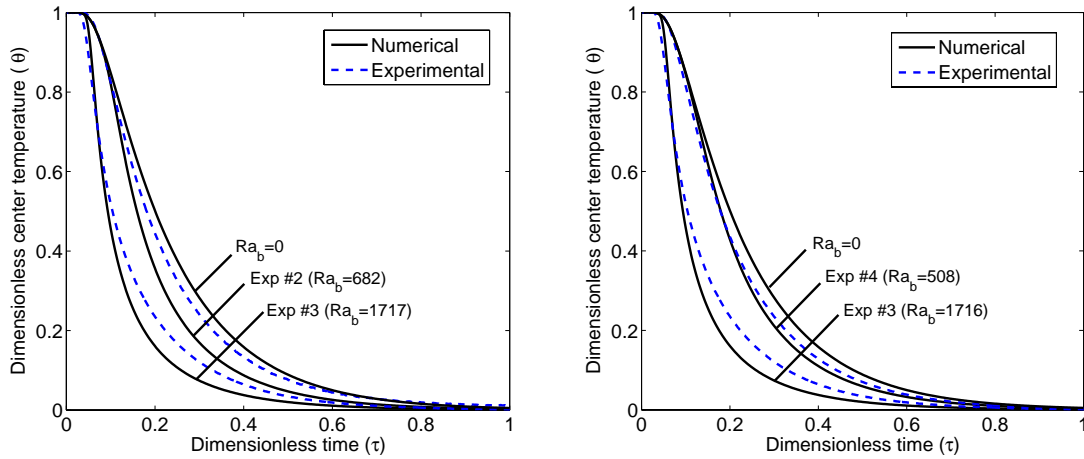 1
0.8
0.6
0.4
0.2
0
0 0.2 0.4 0.6 0.8 1
Dimensionless center temperature ( θ)
Dimensionless time (τ)
Numerical
Experimental
Ra_b=0
Exp #2 (Ra_b=682)
Exp #3 (Ra_b=1717)
1
0.8
0.6
0.4
0.2
0
0 0.2 0.4 0.6 0.8 1
Dimensionless center temperature ( θ)
Dimensionless time (τ)
Numerical
Experimental
Ra_b=0
Exp #4 (Ra_b=508)
Exp #3 (Ra_b=1716)